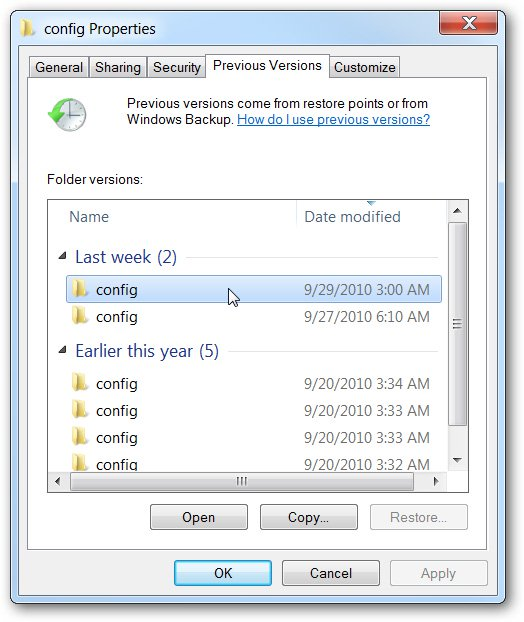 config Properties
General Sharing Security Previous Versions Customize
Previous versions come from restore points or from
Windows Backup. How do I use previous versions?
Folder versions:
Name Date modified
Last week (2)
config 9/29/2010 3:00 AM
config 9/27/2010 6:10 AM
Earlier this year (5)
config 9/20/2010 3:34 AM
config 9/20/2010 3:33 AM
config 9/20/2010 3:33 AM
config 9/20/2010 3:32 AM
Open Copy... Restore...
OK Cancel Apply